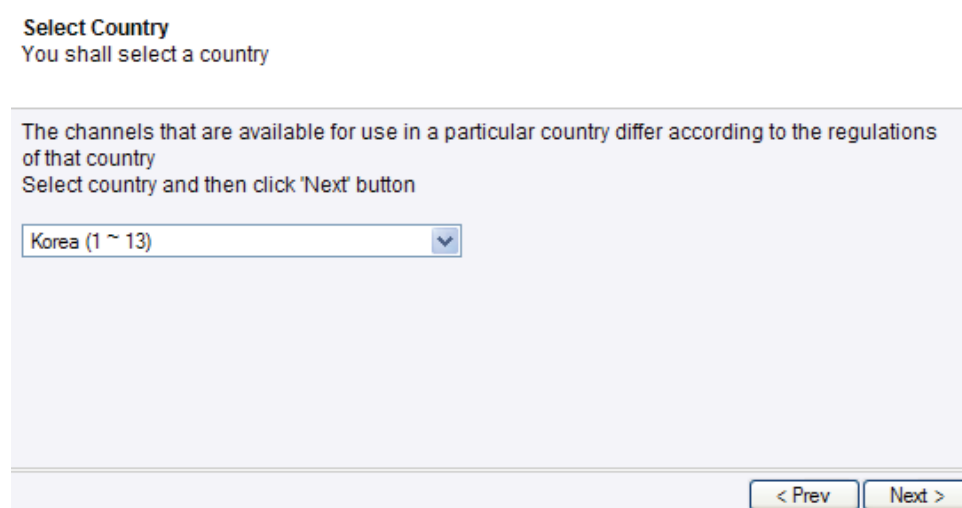 Select Country
You shall select a country
The channels that are available for use in a particular country differ according to the regulations
of that country
Select country and then click 'Next' button
Korea (1 ~ 13)
< Prev
Next >